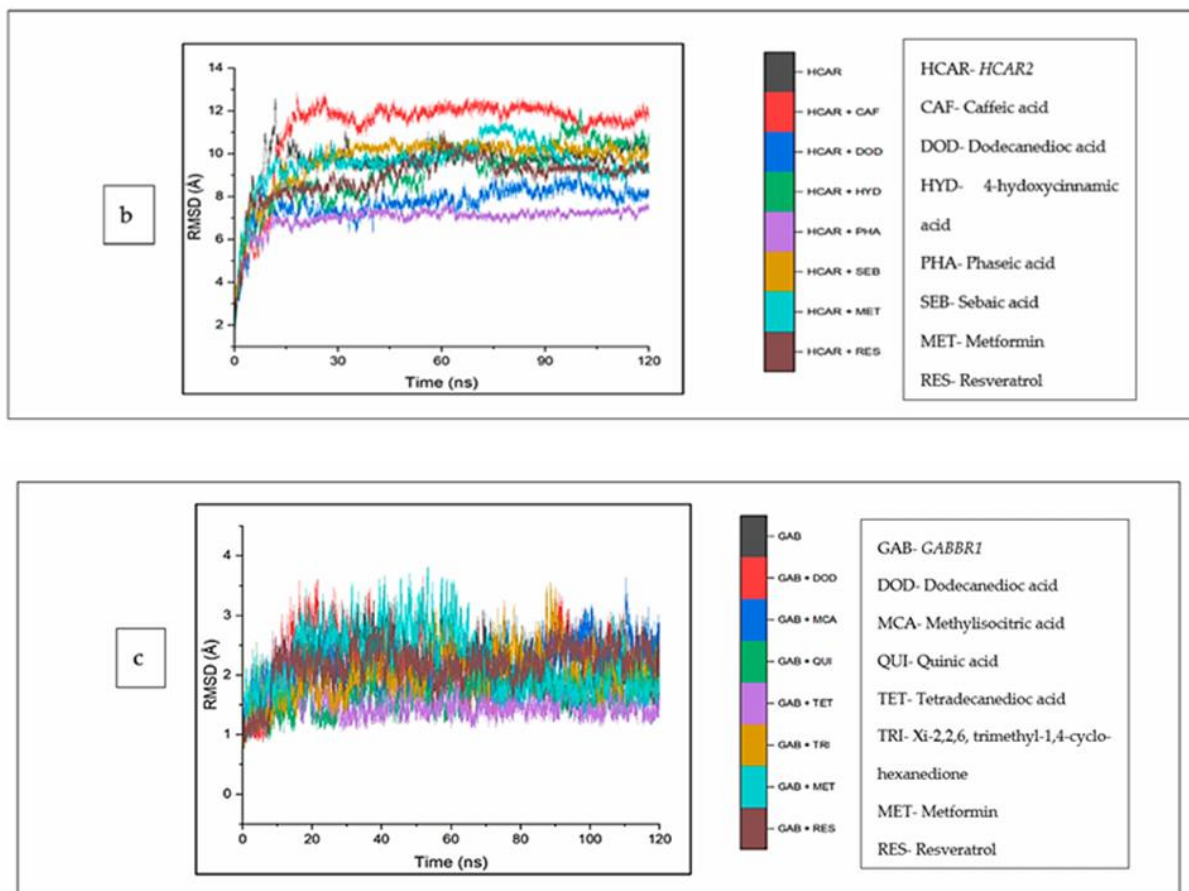 b
RMSD (Å)
14
12
10
8
6
4
2
0
30
60
90
120
Time (ns)
HCAR
HCAR + CAF
HCAR + DOD
HCAR + HYD
HCAR + PHA
HCAR + SEB
HCAR + MET
HCAR + RES
HCAR- HCAR2
CAF- Caffeic acid
DOD- Dodecanedioc acid
HYD- 4-hydoxycinnamic
acid
PHA- Phaseic acid
SEB- Sebaic acid
MET- Metformin
RES- Resveratrol
c
RMSD (Å)
4
3
2
1
0
0
20
40
60
80
100
120
Time (ns)
GAB
GAB + DOD
GAB + MCA
GAB + QUI
GAB + TET
GAB + TRI
GAB + MET
GAB + RES
GAB- GABBR1
DOD- Dodecanedioc acid
MCA- Methylisocitric acid
QUI- Quinic acid
TET- Tetradecanedioc acid
TRI- Xi-2,2,6, trimethyl-1,4-cyclo-
hexanedione
MET- Metformin
RES- Resveratrol